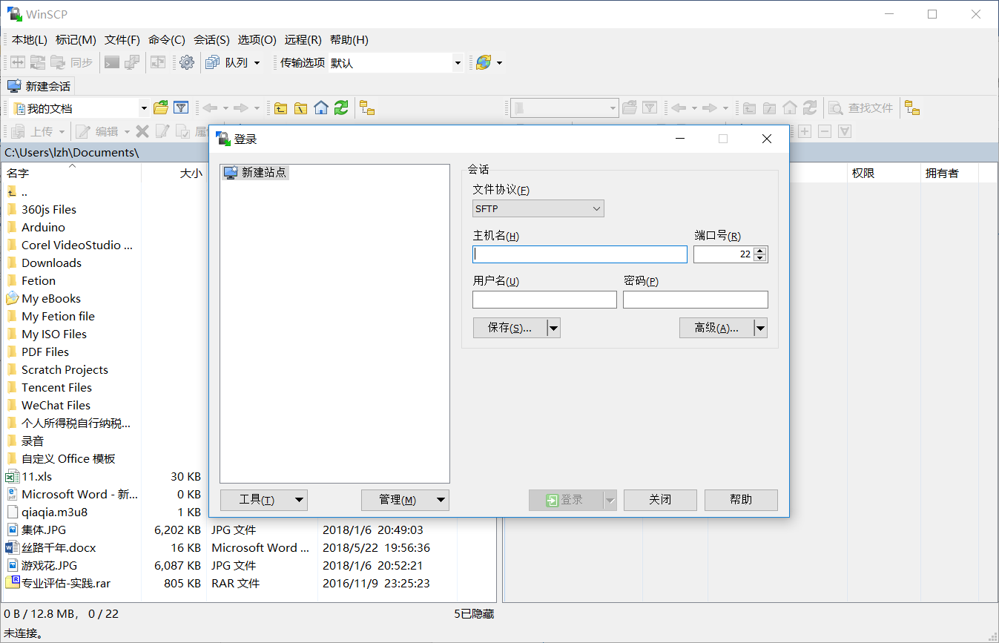 WinSCP
本地(L) 标记(M) 文件(F) 命令(C) 会话(S) 选项(O) 远程(R) 帮助(H)
同步 队列 传输选项 默认
新建会话
我的文档 查找文件
上传 编辑
C:\Users\lzh\Documents\
名字 大小 权限 拥有者
..
360js Files
Arduino
Corel VideoStudio ...
Downloads
Fetion
My eBooks
My Fetion file
My ISO Files
PDF Files
Scratch Projects
Tencent Files
WeChat Files
个人所得税自行纳税...
录音
自定义 Office 模板
11.xls 30 KB
Microsoft Word - 新... 0 KB
qiaqia.m3u8 1 KB
集体.JPG 6,202 KB JPG 文件 2018/1/6 20:49:03
丝路千年.docx 16 KB Microsoft Word ... 2018/5/22 19:56:36
游戏花.JPG 6,087 KB JPG 文件 2018/1/6 20:52:21
专业评估-实践.rar 805 KB RAR 文件 2016/11/9 23:25:23
登录
新建站点
会话
文件协议(F)
SFTP
主机名(H) 端口号(R)
22
用户名(U) 密码(P)
保存(S)... 高级(A)...
工具(T) 管理(M) 登录 关闭 帮助
0 B / 12.8 MB， 0 / 22 5已隐藏
未连接。